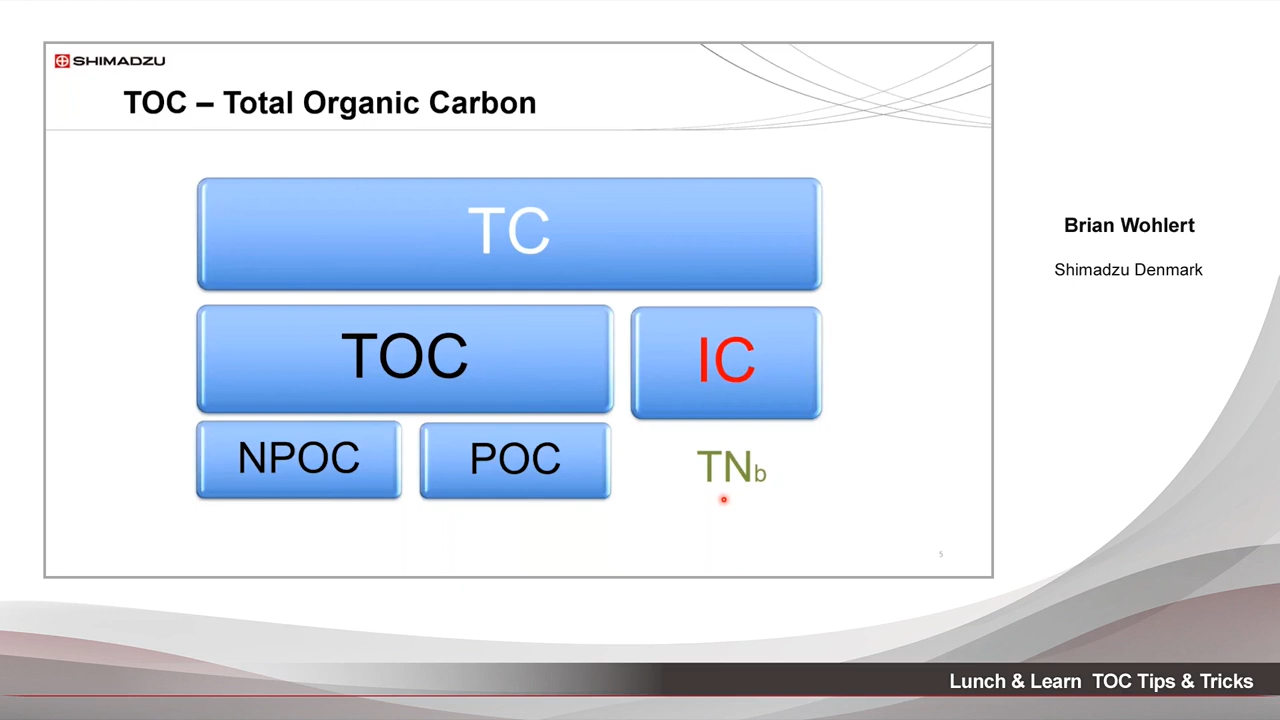 SHIMADZU
TOC – Total Organic Carbon
TC
TOC
IC
NPOC
POC
TNb
5
Brian Wohlert
Shimadzu Denmark
Lunch & Learn TOC Tips & Tricks